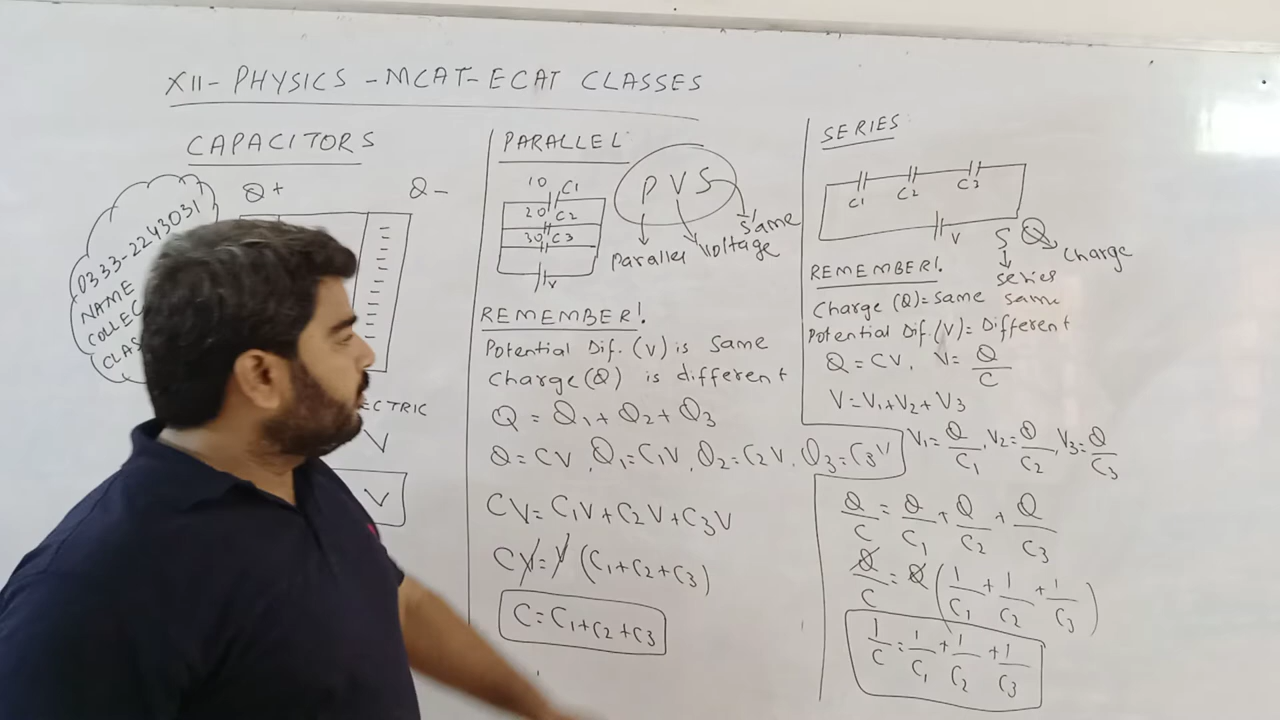 XII- PHYSICS - MCAT-ECAT CLASSES
CAPACITORS
Q+ Q-
0333-2243031
NAME
COLLEC
CLAS
ECTRIC
V
V
PARALLEL
10 C1
20 C2
30 C3
V
P V S
Parallel Voltage Same
REMEMBER!
Potential Dif. (V) is same
Charge (Q) is different
Q = Q1 + Q2 + Q3
Q = CV, Q1 = C1V, Q2 = C2V, Q3 = C3V
CV = C1V + C2V + C3V
CV = V (C1 + C2 + C3)
C = C1 + C2 + C3
SERIES
C1 C2 C3
V
S Q
Charge
series
same
REMEMBER!
Charge (Q) = same
Potential Dif. (V) = Different
Q = CV, V = Q/C
V = V1 + V2 + V3
V1 = Q/C1, V2 = Q/C2, V3 = Q/C3
Q/C = Q/C1 + Q/C2 + Q/C3
Q/C = Q (1/C1 + 1/C2 + 1/C3)
1/C = 1/C1 + 1/C2 + 1/C3